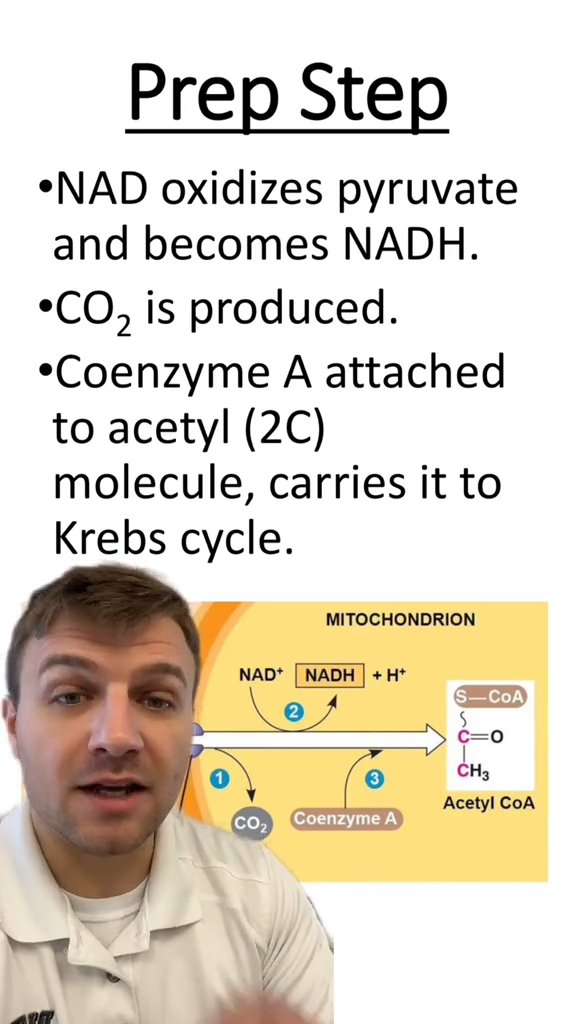 Prep Step
•NAD oxidizes pyruvate
and becomes NADH.
•CO₂ is produced.
•Coenzyme A attached
to acetyl (2C)
molecule, carries it to
Krebs cycle.
MITOCHONDRION
NAD⁺ NADH + H⁺
S—CoA
2
C=O
1
3
CH₃
CO₂
Coenzyme A
Acetyl CoA